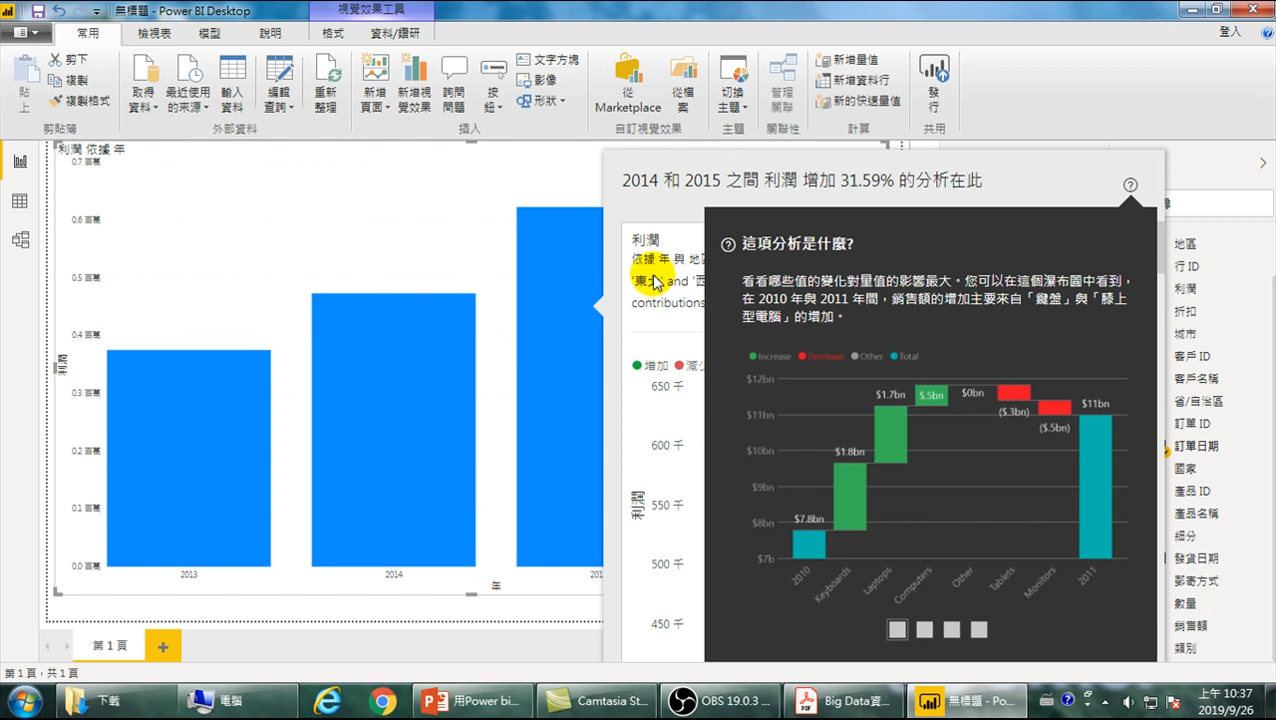 無標題 - Power BI Desktop
視覺效果工具
常用
檢視表
模型
說明
格式
資料/鑽研
登入
貼上
剪下
複製
複製格式
剪貼簿
取得資料
最近使用的來源
輸入資料
外部資料
編輯查詢
重新整理
新增頁面
新增視覺效果
詢問問題
按鈕
文字方塊
影像
形狀
插入
從 Marketplace
從檔案
自訂視覺效果
切換主題
主題
管理關聯
關聯性
新增量值
新增資料行
新的快速量值
計算
發行
共用
利潤 依據 年
0.7 百萬
0.6 百萬
0.5 百萬
0.4 百萬
0.3 百萬
0.2 百萬
0.1 百萬
0.0 百萬
利潤
2013
2014
年
2014 和 2015 之間 利潤 增加 31.59% 的分析在此
利潤
依據 年 與 地
and '西
contributions
增加
減
650 千
600 千
550 千
500 千
450 千
利潤
這項分析是什麼?
看看哪些值的變化對量值的影響最大。您可以在這個瀑布圖中看到，
在 2010 年與 2011 年間，銷售額的增加主要來自「鍵盤」與「膝上
型電腦」的增加。
Increase
Decrease
Other
Total
$12bn
$11bn
$10bn
$9bn
$8bn
$7b
$7.8bn
$1.8bn
$1.7bn
$.5bn
$0bn
($.3bn)
($.5bn)
$11bn
2010
Keyboards
Laptops
Computers
Other
Tablets
Monitors
2011
地區
行 ID
利潤
折扣
城市
客戶 ID
客戶名稱
省/自治區
訂單 ID
訂單日期
國家
產品 ID
產品名稱
細分
發貨日期
郵寄方式
數量
銷售額
類別
第 1 頁
第 1 頁，共 1 頁
下載
電腦
用Power bi...
Camtasia St...
OBS 19.0.3 ...
Big Data資...
無標題 - Po...
上午 10:37
2019/9/26